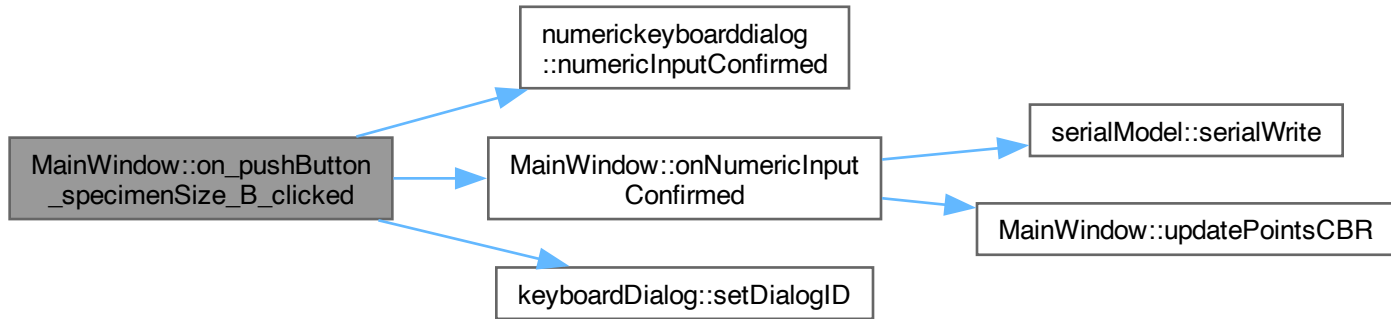 numerickeyboarddialog
::numericInputConfirmed
MainWindow::on_pushButton
_specimenSize_B_clicked
MainWindow::onNumericInput
Confirmed
serialModel::serialWrite
MainWindow::updatePointsCBR
keyboardDialog::setDialogID